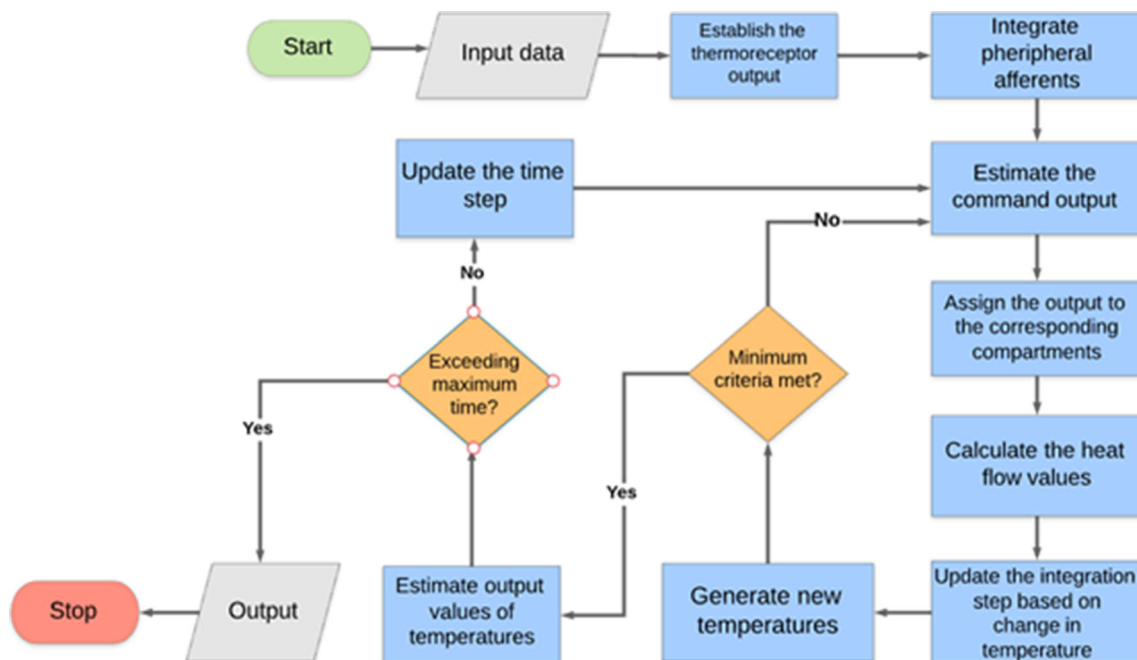 Start
Input data
Establish the
thermoreceptor
output
Integrate
pheripheral
afferents
Update the time
step
Estimate the
command output
No
No
Assign the output to
the corresponding
compartments
Exceeding
maximum
time?
Minimum
criteria met?
Yes
Calculate the heat
flow values
Yes
Stop
Output
Estimate output
values of
temperatures
Generate new
temperatures
Update the integration
step based on
change in
temperature